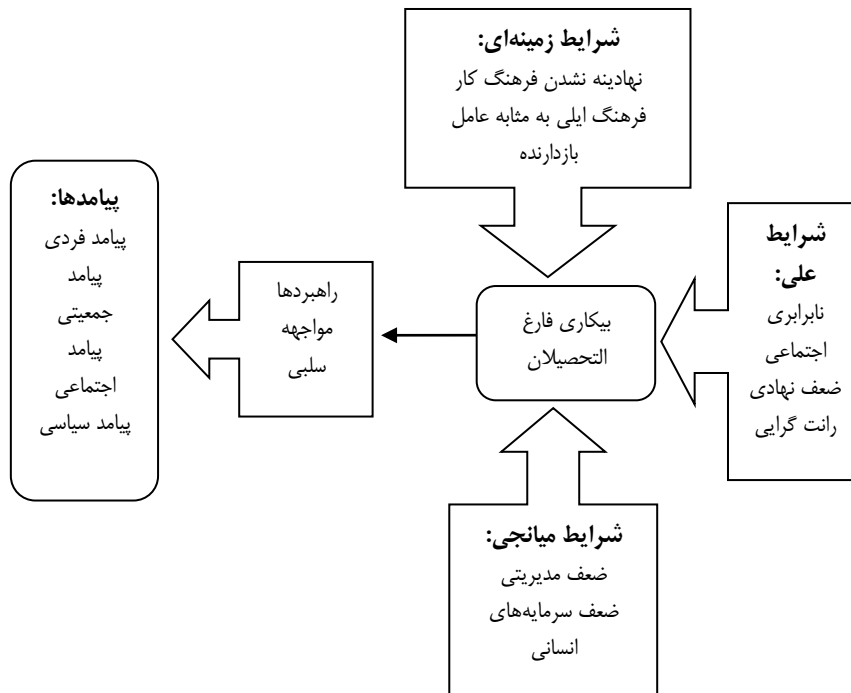 شرایط زمینه‌ای:
نهادینه نشدن فرهنگ کار
فرهنگ ایلی به مثابه عامل
بازدارنده
شرایط
علی:
نابرابری
اجتماعی
ضعف نهادی
رانت گرایی
بیکاری فارغ
التحصیلان
راهبردها
مواجهه
سلبی
پیامدها:
پیامد فردی
پیامد
جمعیتی
پیامد
اجتماعی
پیامد سیاسی
شرایط میانجی:
ضعف مدیریتی
ضعف سرمایه‌های
انسانی